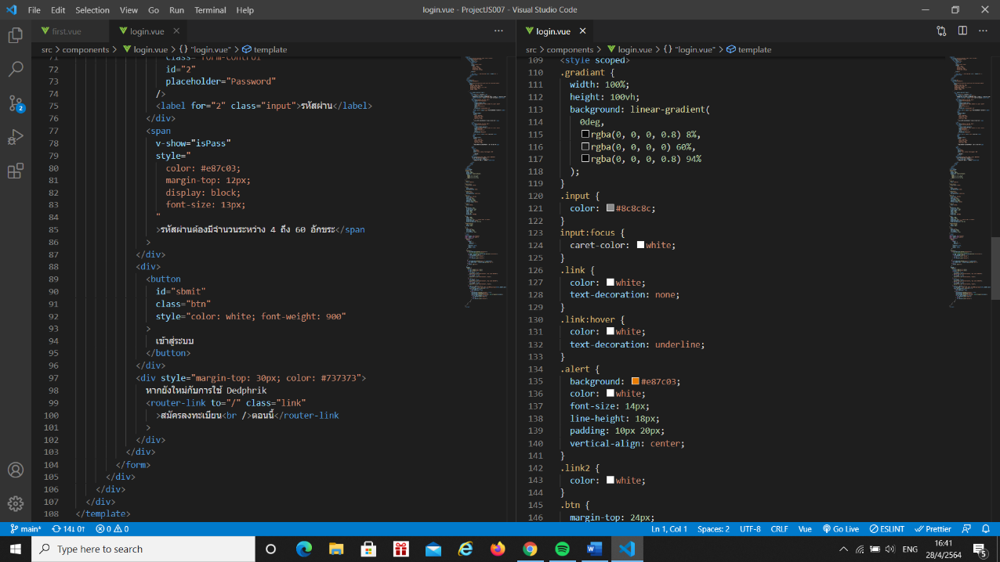 File Edit Selection View Go Run Terminal Help
login.vue - ProjectJS007 - Visual Studio Code
first.vue
login.vue
src > components > login.vue > {} "login.vue" > template
71 class="form-control"
72 id="2"
73 placeholder="Password"
74 />
75 <label for="2" class="input">รหัสผ่าน</label>
76 </div>
77 <span
78 v-show="isPass"
79 style="
80 color: #e87c03;
81 margin-top: 12px;
82 display: block;
83 font-size: 13px;
84 "
85 >รหัสผ่านต้องมีจำนวนระหว่าง 4 ถึง 60 อักขระ</span
86 >
87 </div>
88 <div>
89 <button
90 id="sbmit"
91 class="btn"
92 style="color: white; font-weight: 900"
93 >
94 เข้าสู่ระบบ
95 </button>
96 </div>
97 <div style="margin-top: 30px; color: #737373">
98 หากยังใหม่กับการใช้ Dedphrik
99 <router-link to="/" class="link"
100 >สมัครลงทะเบียน<br />ตอนนี้</router-link
101 >
102 </div>
103 </div>
104 </form>
105 </div>
106 </div>
107 </div>
108 </template>
login.vue
src > components > login.vue > {} "login.vue" > template
109 <style scoped>
110 .gradient {
111 width: 100%;
112 height: 100vh;
113 background: linear-gradient(
114 0deg,
115 rgba(0, 0, 0, 0.8) 8%,
116 rgba(0, 0, 0, 0) 60%,
117 rgba(0, 0, 0, 0.8) 94%
118 );
119 }
120 .input {
121 color: #8c8c8c;
122 }
123 input:focus {
124 caret-color: white;
125 }
126 .link {
127 color: white;
128 text-decoration: none;
129 }
130 .link:hover {
131 color: white;
132 text-decoration: underline;
133 }
134 .alert {
135 background: #e87c03;
136 color: white;
137 font-size: 14px;
138 line-height: 18px;
139 padding: 10px 20px;
140 vertical-align: center;
141 }
142 .link2 {
143 color: white;
144 }
145 .btn {
146 margin-top: 24px;
2
main* 14↓ 0↑ 0 0
Ln 1, Col 1 Spaces: 2 UTF-8 CRLF Vue Go Live ESLINT Prettier
Type here to search
ENG
16:41
28/4/2564
5